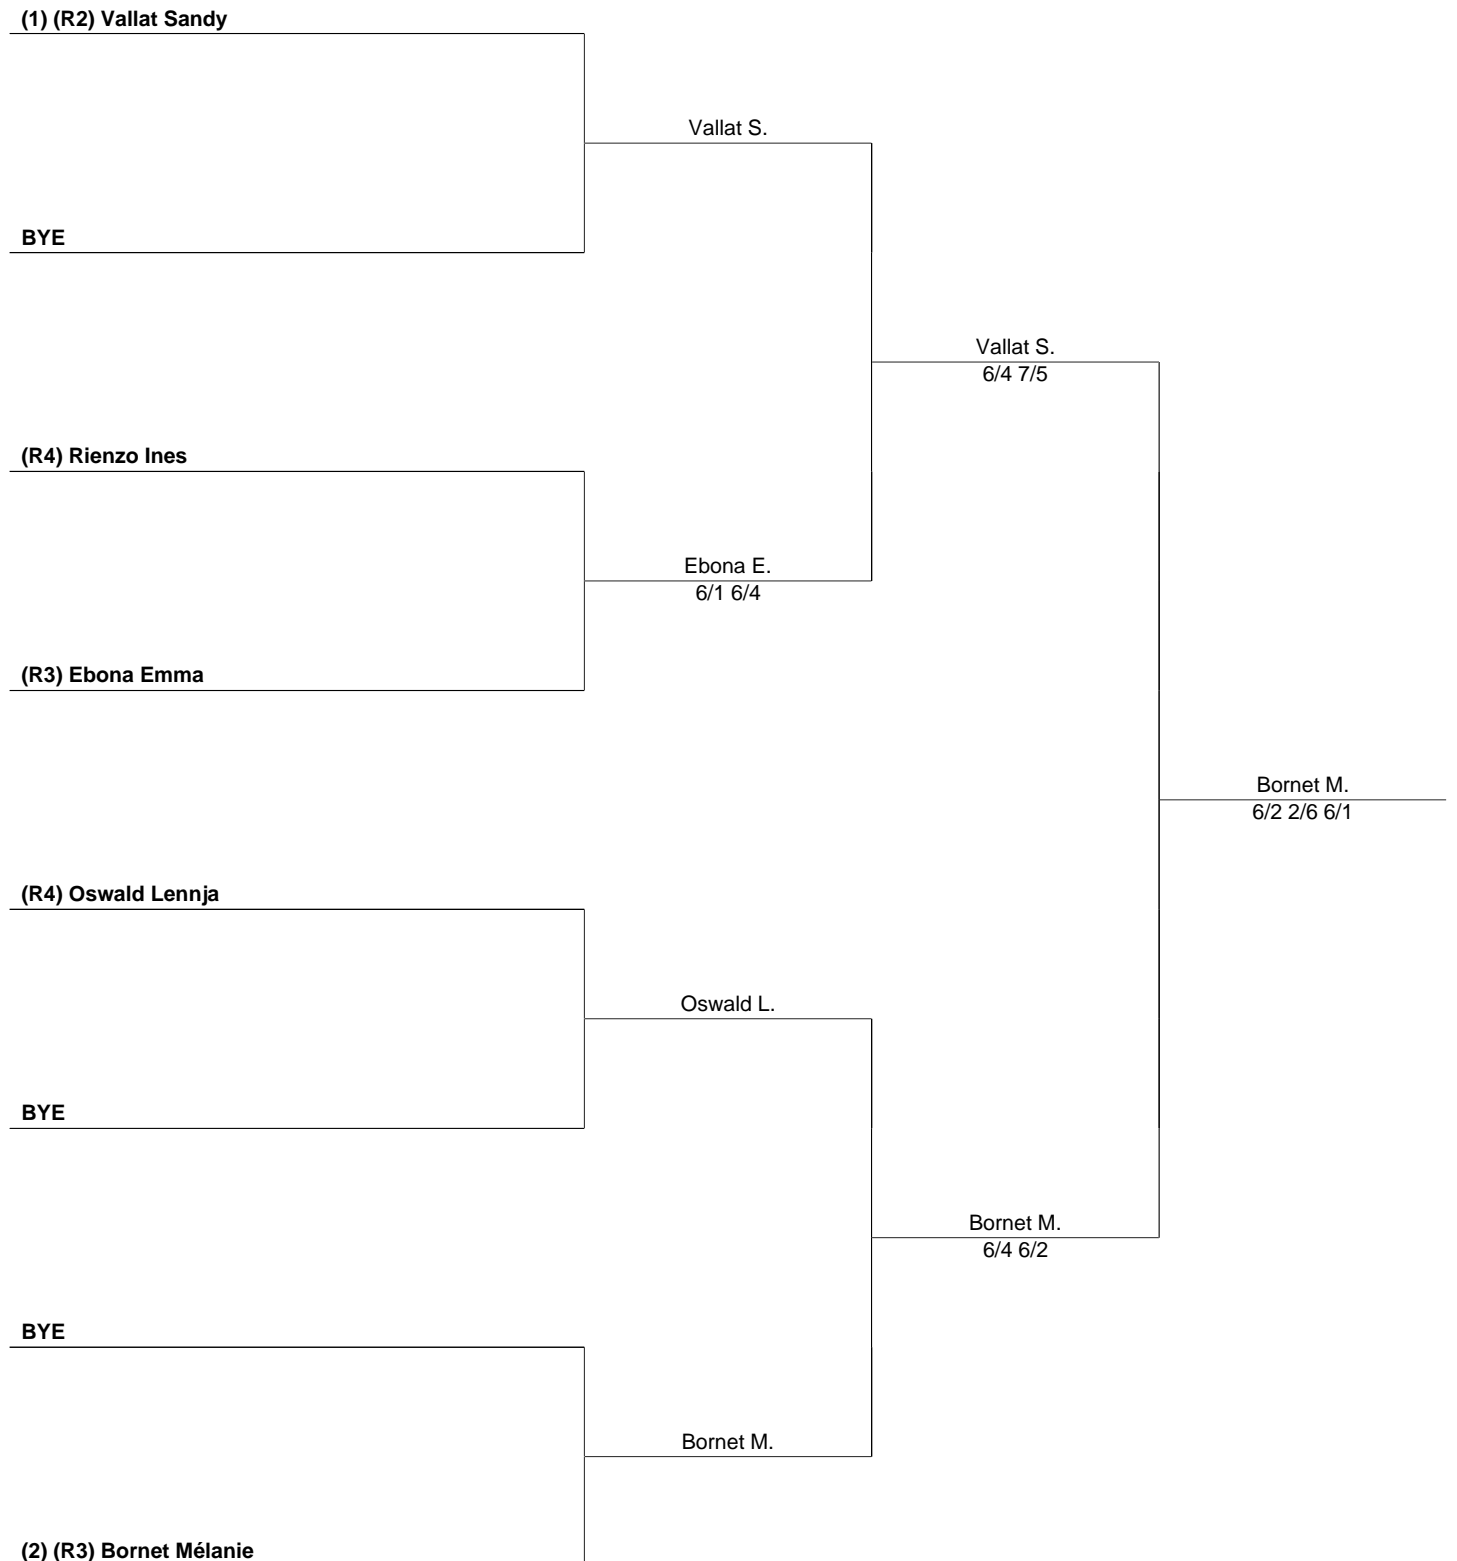 (1) (R2) Vallat Sandy
Vallat S.
BYE
Vallat S.
6/4 7/5
(R4) Rienzo Ines
Ebona E.
6/1 6/4
(R3) Ebona Emma
Bornet M.
6/2 2/6 6/1
(R4) Oswald Lennja
Oswald L.
BYE
Bornet M.
6/4 6/2
BYE
Bornet M.
(2) (R3) Bornet Mélanie